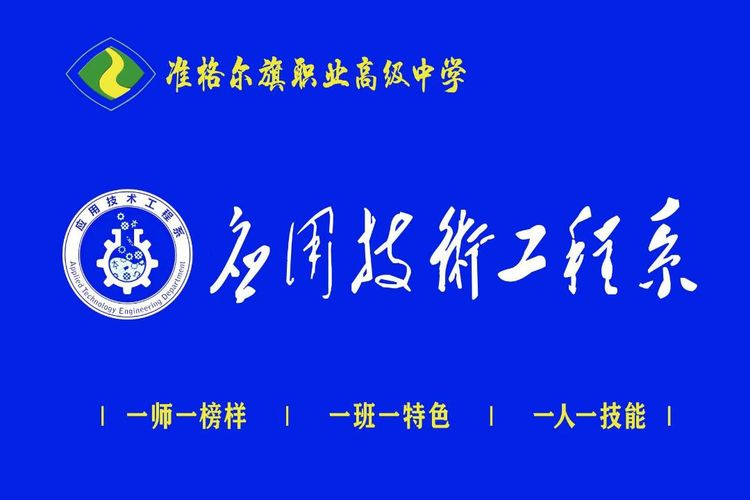 准格尔旗职业高级中学
应用技术工程系
Applied Technology Engineering Department
应用技術工程系
| 一师一榜样 | 一班一特色 | 一人一技能 |